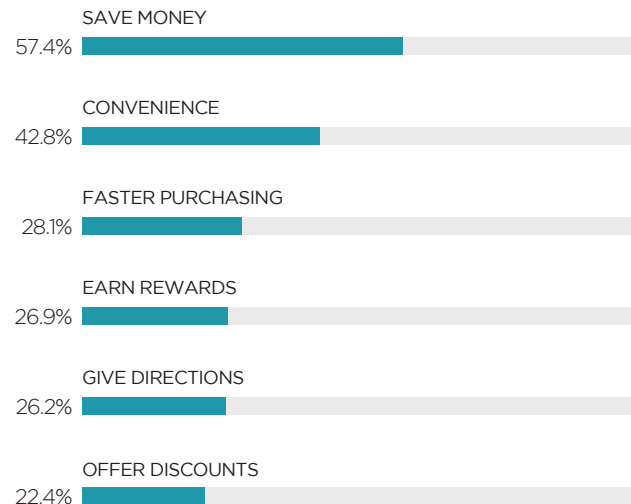 SAVE MONEY
57.4%
CONVENIENCE
42.8%
FASTER PURCHASING
28.1%
EARN REWARDS
26.9%
GIVE DIRECTIONS
26.2%
OFFER DISCOUNTS
22.4%